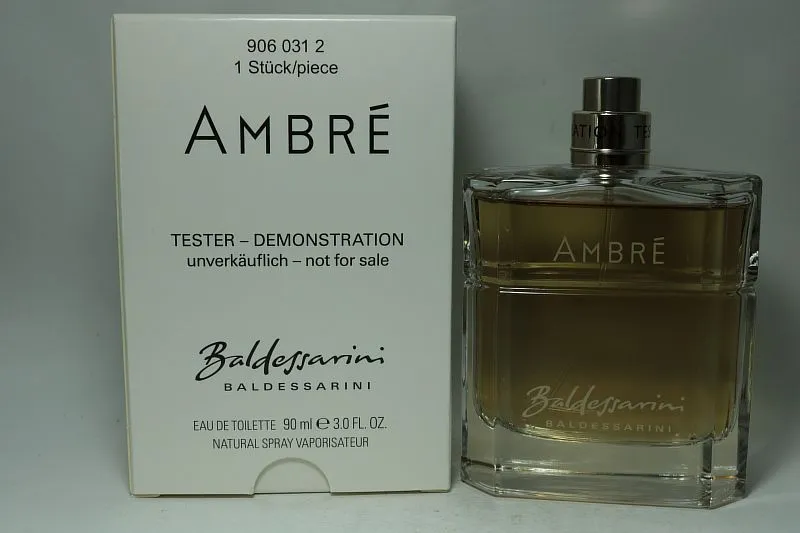 906 031 2
1 Stück/piece
AMBRÉ
TESTER – DEMONSTRATION
unverkäuflich – not for sale
Baldessarini
BALDESSARINI
EAU DE TOILETTE 90 ml ℮ 3.0 FL. OZ.
NATURAL SPRAY VAPORISATEUR
ATION TES
AMBRÉ
Baldessarini
BALDESSARINI